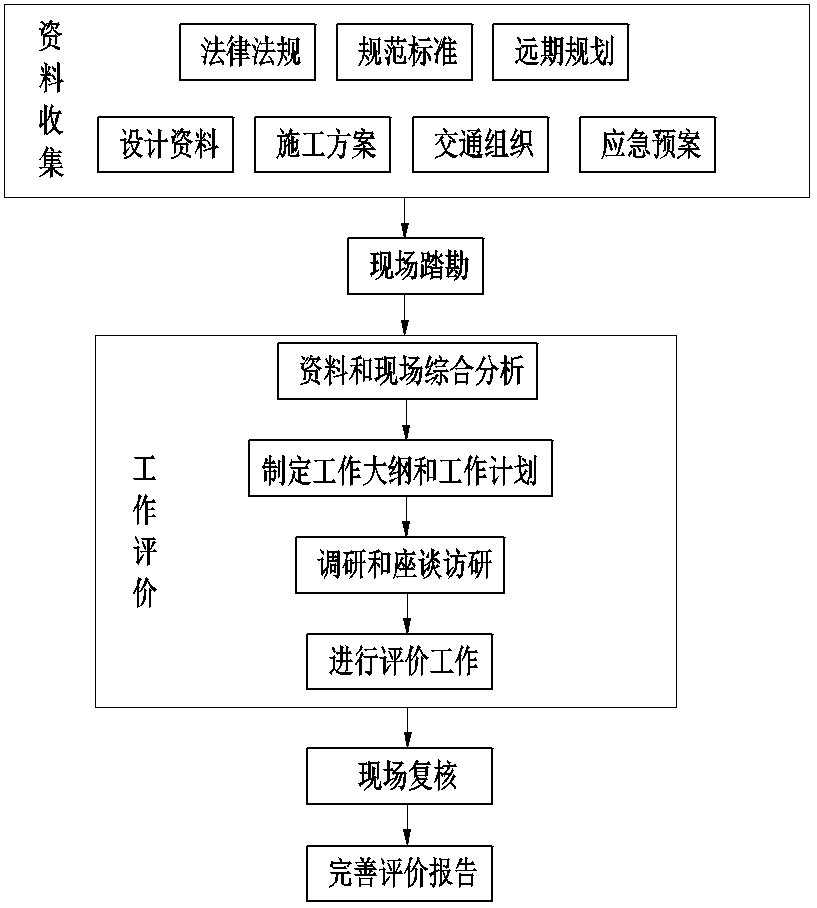 资料收集
法律法规
规范标准
远期规划
设计资料
施工方案
交通组织
应急预案
现场踏勘
工作评价
资料和现场综合分析
制定工作大纲和工作计划
调研和座谈访研
进行评价工作
现场复核
完善评价报告